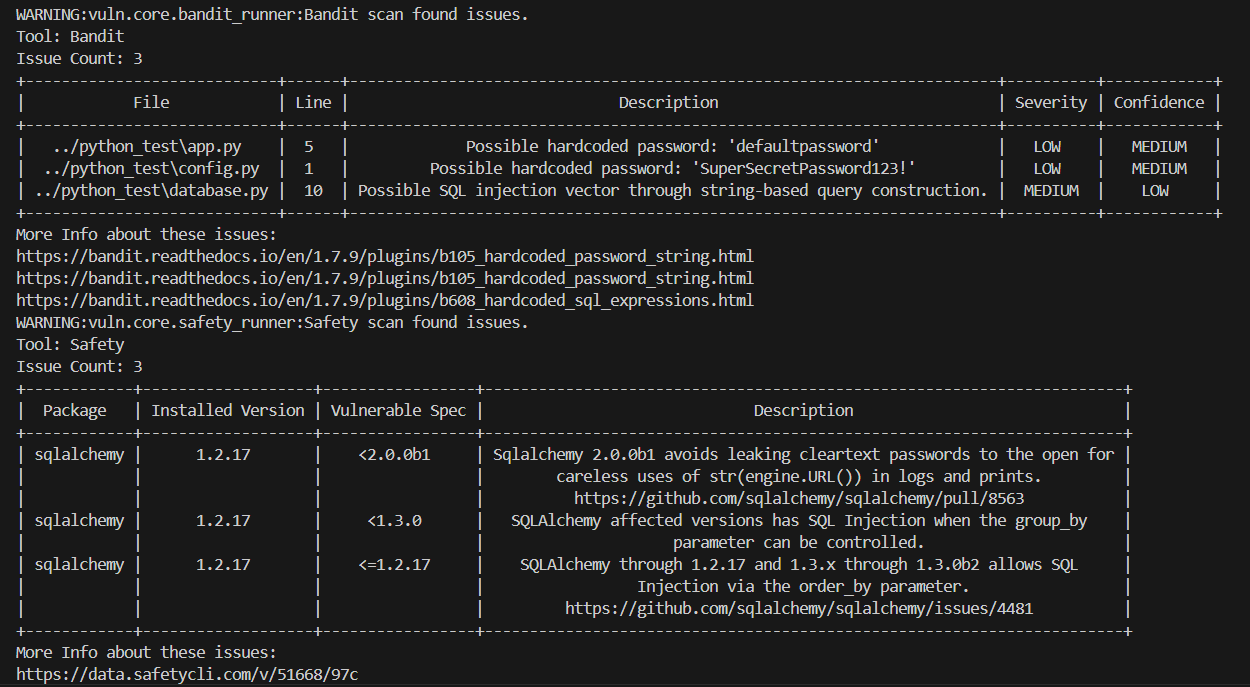 WARNING:vuln.core.bandit_runner:Bandit scan found issues.
Tool: Bandit
Issue Count: 3
+----------------------------+------+------------------------------------------------------------------------+----------+------------+
| File | Line | Description | Severity | Confidence |
+----------------------------+------+------------------------------------------------------------------------+----------+------------+
| ../python_test\app.py | 5 | Possible hardcoded password: 'defaultpassword' | LOW | MEDIUM |
| ../python_test\config.py | 1 | Possible hardcoded password: 'SuperSecretPassword123!' | LOW | MEDIUM |
| ../python_test\database.py | 10 | Possible SQL injection vector through string-based query construction. | MEDIUM | LOW |
+----------------------------+------+------------------------------------------------------------------------+----------+------------+
More Info about these issues:
https://bandit.readthedocs.io/en/1.7.9/plugins/b105_hardcoded_password_string.html
https://bandit.readthedocs.io/en/1.7.9/plugins/b105_hardcoded_password_string.html
https://bandit.readthedocs.io/en/1.7.9/plugins/b608_hardcoded_sql_expressions.html
WARNING:vuln.core.safety_runner:Safety scan found issues.
Tool: Safety
Issue Count: 3
+------------+-------------------+-----------------+-----------------------------------------------------------------------+
| Package | Installed Version | Vulnerable Spec | Description |
+------------+-------------------+-----------------+-----------------------------------------------------------------------+
| sqlalchemy | 1.2.17 | <2.0.0b1 | Sqlalchemy 2.0.0b1 avoids leaking cleartext passwords to the open for |
| | | | careless uses of str(engine.URL()) in logs and prints. |
| | | | https://github.com/sqlalchemy/sqlalchemy/pull/8563 |
| sqlalchemy | 1.2.17 | <1.3.0 | SQLAlchemy affected versions has SQL Injection when the group_by |
| | | | parameter can be controlled. |
| sqlalchemy | 1.2.17 | <=1.2.17 | SQLAlchemy through 1.2.17 and 1.3.x through 1.3.0b2 allows SQL |
| | | | Injection via the order_by parameter. |
| | | | https://github.com/sqlalchemy/sqlalchemy/issues/4481 |
+------------+-------------------+-----------------+-----------------------------------------------------------------------+
More Info about these issues:
https://data.safetycli.com/v/51668/97c